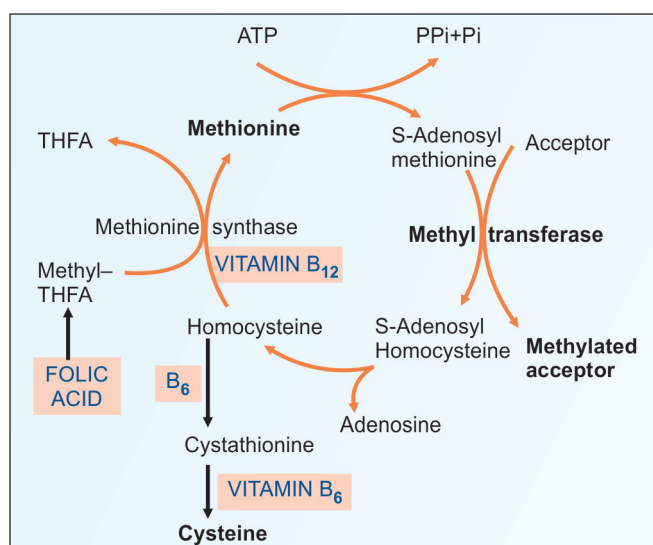 ATP
PPi+Pi
THFA
Methionine
S-Adenosyl
methionine
Acceptor
Methionine synthase
Methyl transferase
VITAMIN B12
Methyl–
THFA
Homocysteine
S-Adenosyl
Homocysteine
Methylated
acceptor
FOLIC
ACID
B6
Adenosine
Cystathionine
VITAMIN B6
Cysteine